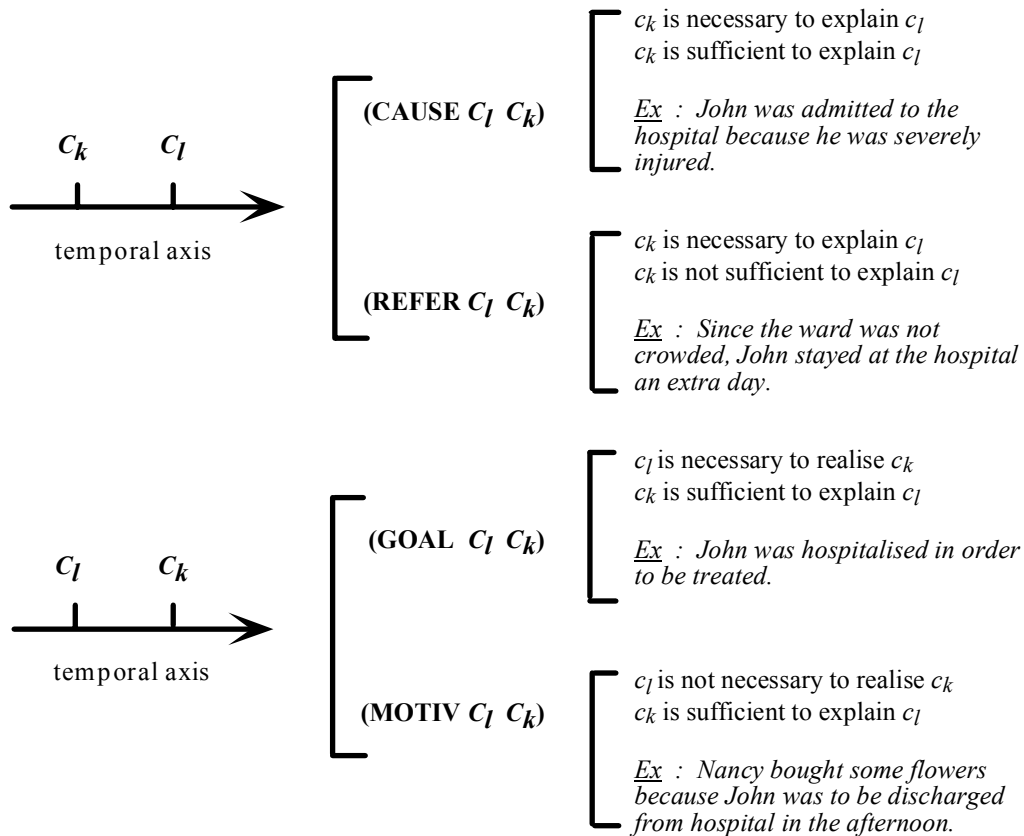 c_k is necessary to explain c_l
c_k is sufficient to explain c_l
(CAUSE C_l C_k)
Ex : John was admitted to the
hospital because he was severely
injured.
C_k C_l
temporal axis
c_k is necessary to explain c_l
c_k is not sufficient to explain c_l
(REFER C_l C_k)
Ex : Since the ward was not
crowded, John stayed at the hospital
an extra day.
c_l is necessary to realise c_k
c_k is sufficient to explain c_l
(GOAL C_l C_k)
Ex : John was hospitalised in order
to be treated.
C_l C_k
temporal axis
c_l is not necessary to realise c_k
c_k is sufficient to explain c_l
(MOTIV C_l C_k)
Ex : Nancy bought some flowers
because John was to be discharged
from hospital in the afternoon.